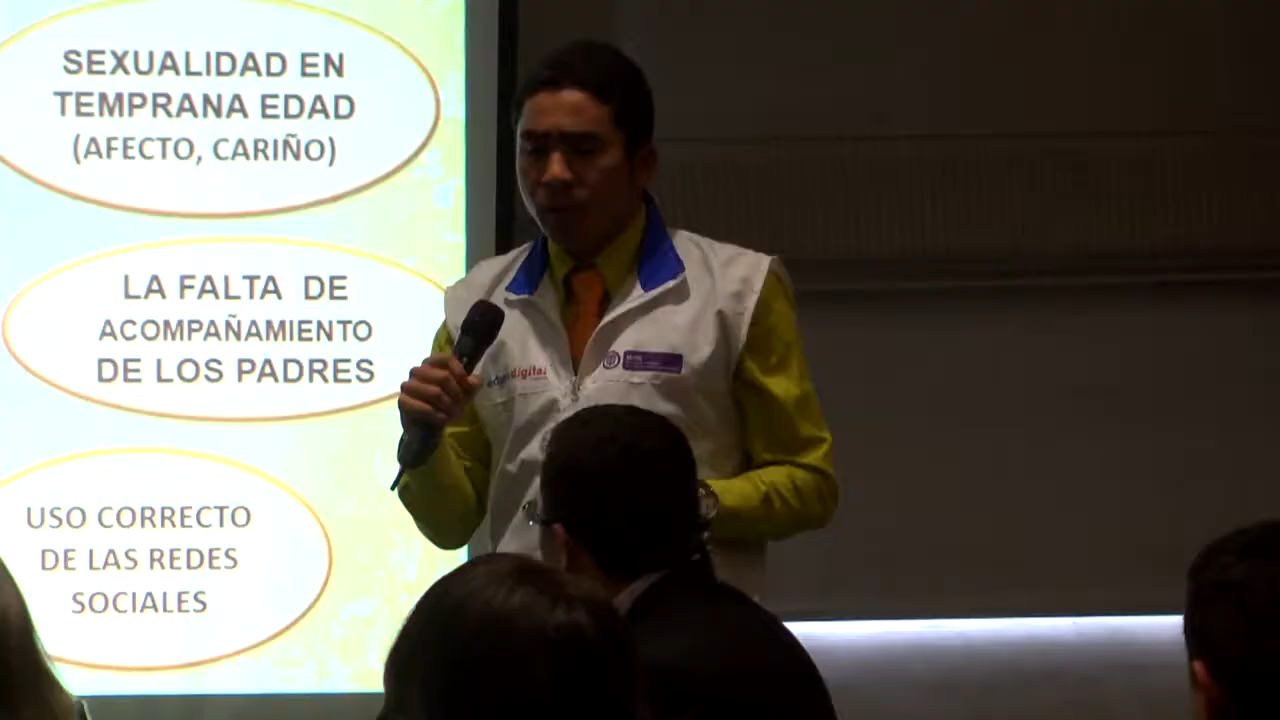 SEXUALIDAD EN
TEMPRANA EDAD
(AFECTO, CARIÑO)
LA FALTA DE
ACOMPAÑAMIENTO
DE LOS PADRES
USO CORRECTO
DE LAS REDES
SOCIALES
digital